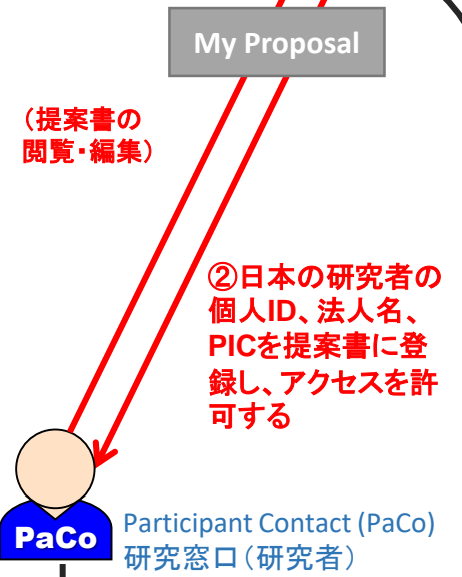 My Proposal
（提案書の
閲覧・編集）
②日本の研究者の
個人ID、法人名、
PICを提案書に登
録し、アクセスを許
可する
PaCo
Participant Contact (PaCo)
研究窓口（研究者）